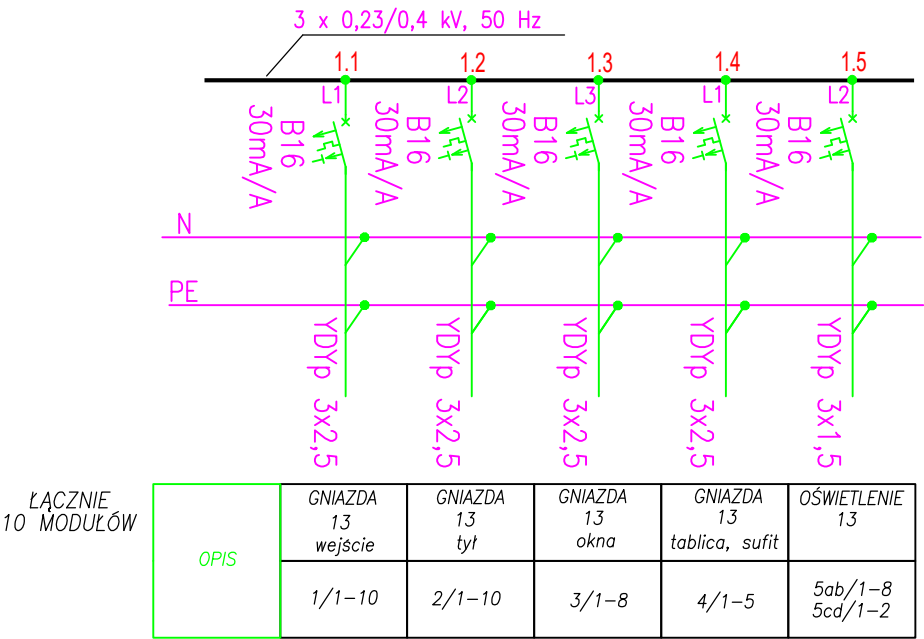 3 x 0,23/0,4 kV, 50 Hz
1.1
1.2
1.3
1.4
1.5
L1
L2
L3
L1
L2
B16
30mA/A
B16
30mA/A
B16
30mA/A
B16
30mA/A
B16
30mA/A
N
PE
YDYp 3x2,5
YDYp 3x2,5
YDYp 3x2,5
YDYp 3x2,5
YDYp 3x1,5
ŁĄCZNIE
10 MODUŁÓW
OPIS
GNIAZDA
13
wejście
GNIAZDA
13
tył
GNIAZDA
13
okna
GNIAZDA
13
tablica, sufit
OŚWIETLENIE
13
1/1-10
2/1-10
3/1-8
4/1-5
5ab/1-8
5cd/1-2